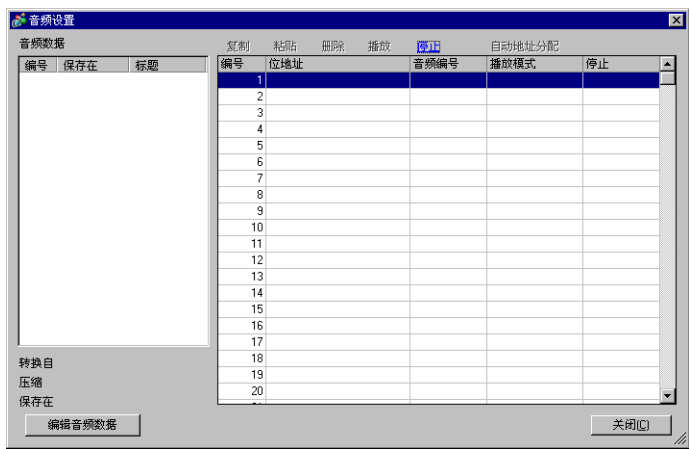 音频设置
音频数据
编号 保存在 标题
转换自
压缩
保存在
编辑音频数据
复制 粘贴 删除 播放 停止 自动地址分配
编号 位地址 音频编号 播放模式 停止
1
2
3
4
5
6
7
8
9
10
11
12
13
14
15
16
17
18
19
20
关闭(C)